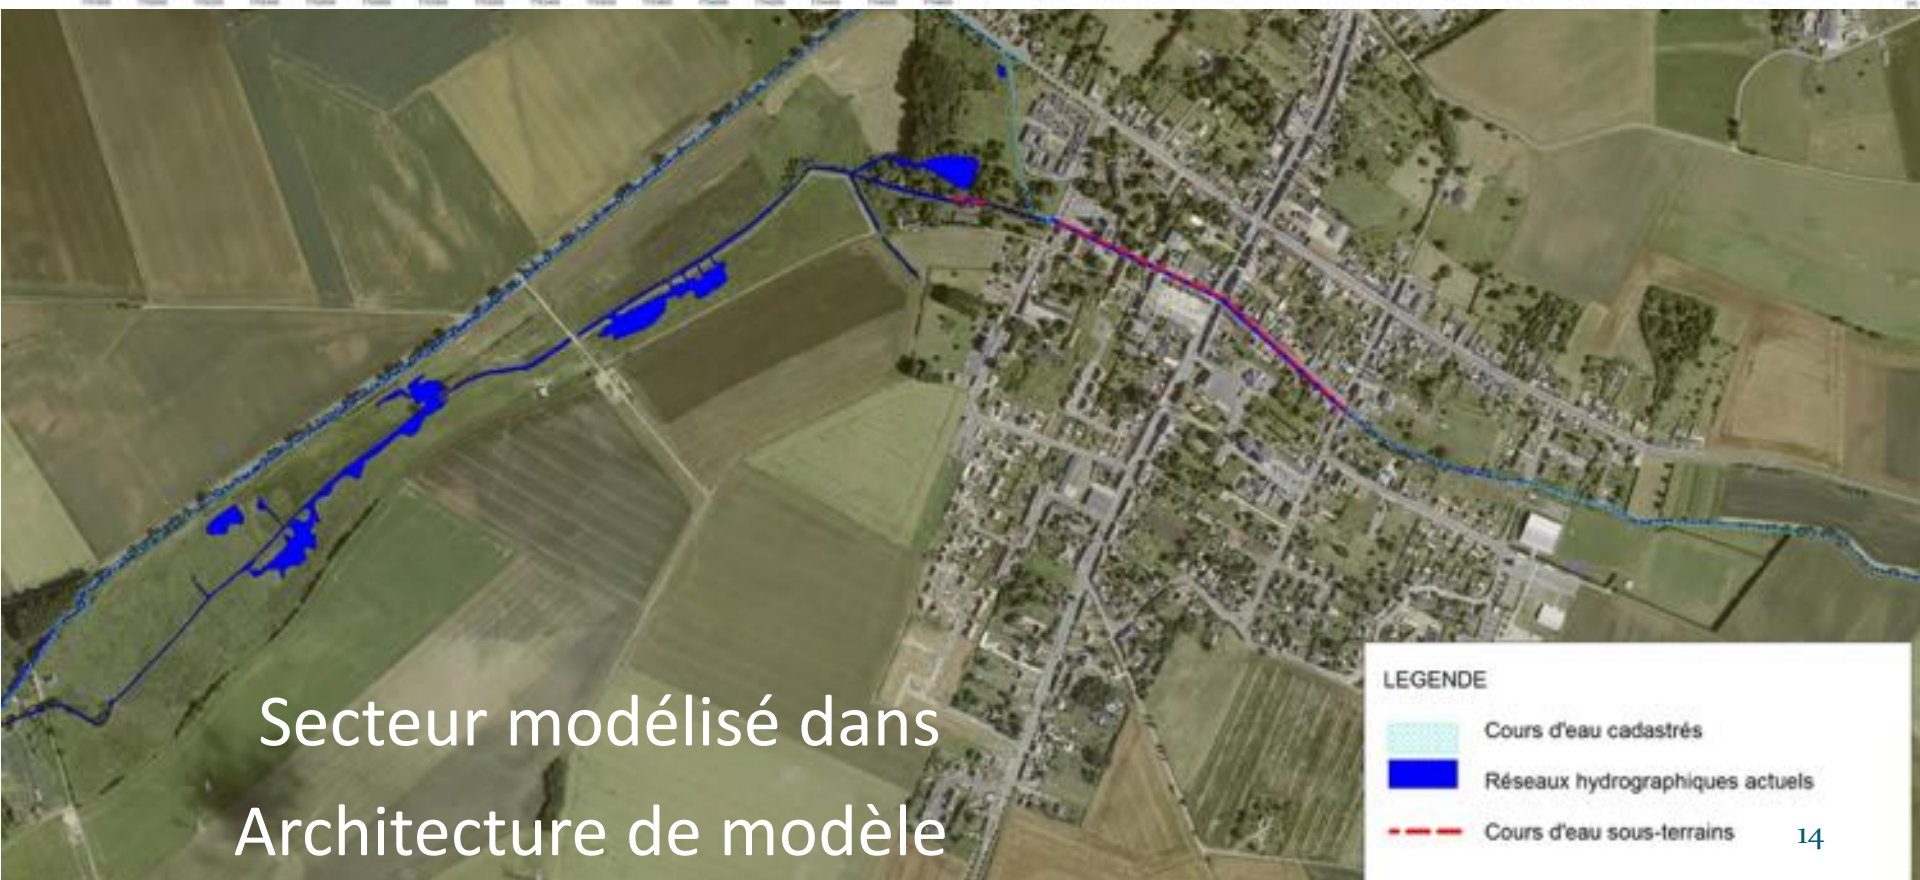 Secteur modélisé dans
Architecture de modèle
LEGENDE
Cours d'eau cadastrés
Réseaux hydrographiques actuels
Cours d'eau sous-terrains
14